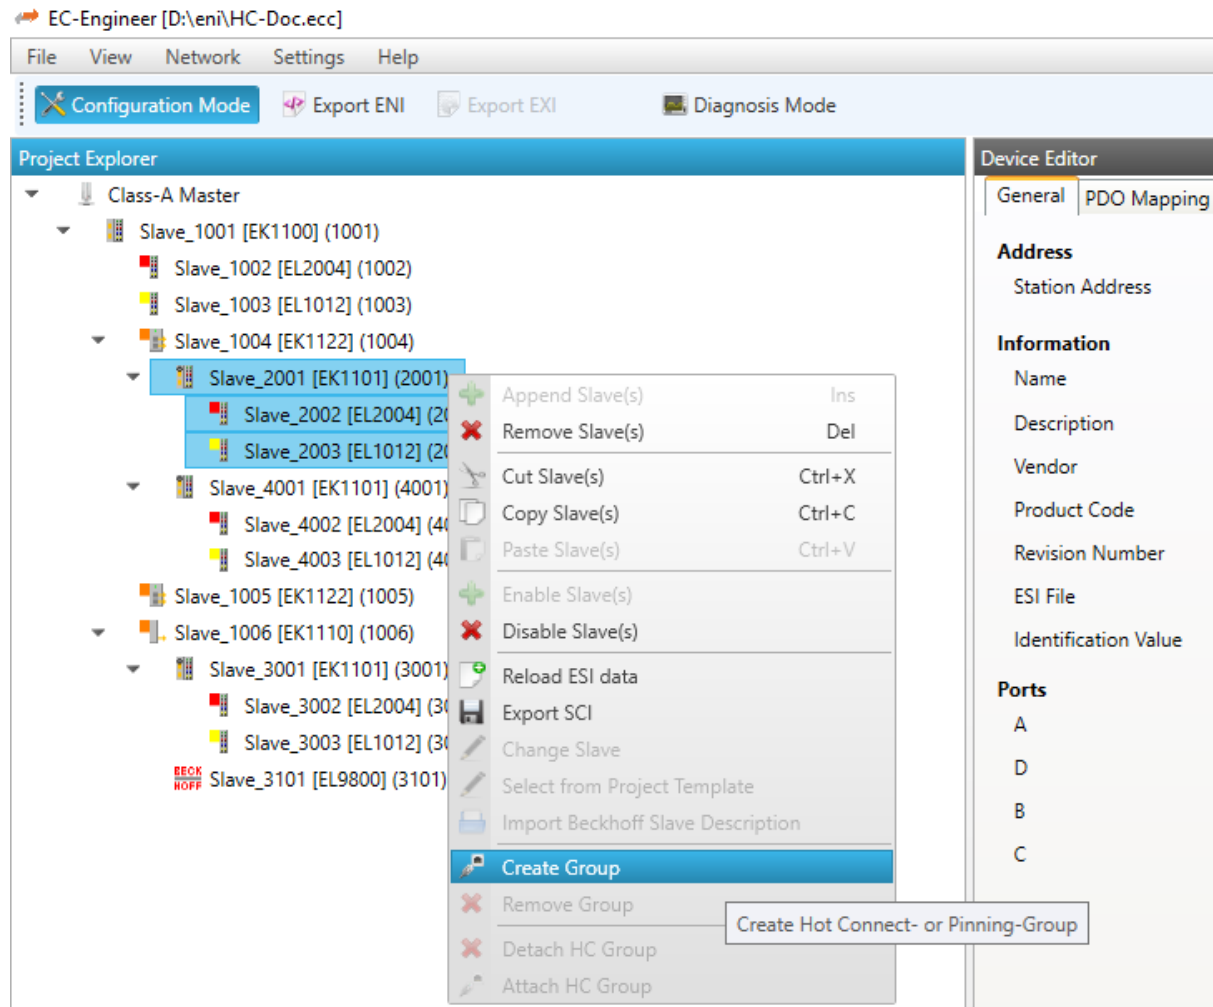 EC-Engineer [D:\eni\HC-Doc.ecc]
File View Network Settings Help
Configuration Mode Export ENI Export EXI Diagnosis Mode
Project Explorer
Class-A Master
Slave_1001 [EK1100] (1001)
Slave_1002 [EL2004] (1002)
Slave_1003 [EL1012] (1003)
Slave_1004 [EK1122] (1004)
Slave_2001 [EK1101] (2001)
Slave_2002 [EL2004] (20
Slave_2003 [EL1012] (20
Slave_4001 [EK1101] (4001)
Slave_4002 [EL2004] (40
Slave_4003 [EL1012] (40
Slave_1005 [EK1122] (1005)
Slave_1006 [EK1110] (1006)
Slave_3001 [EK1101] (3001)
Slave_3002 [EL2004] (30
Slave_3003 [EL1012] (30
BECK
HOFF
Slave_3101 [EL9800] (3101)
Append Slave(s) Ins
Remove Slave(s) Del
Cut Slave(s) Ctrl+X
Copy Slave(s) Ctrl+C
Paste Slave(s) Ctrl+V
Enable Slave(s)
Disable Slave(s)
Reload ESI data
Export SCI
Change Slave
Select from Project Template
Import Beckhoff Slave Description
Create Group
Remove Group
Detach HC Group
Attach HC Group
Create Hot Connect- or Pinning-Group
Device Editor
General PDO Mapping
Address
Station Address
Information
Name
Description
Vendor
Product Code
Revision Number
ESI File
Identification Value
Ports
A
D
B
C